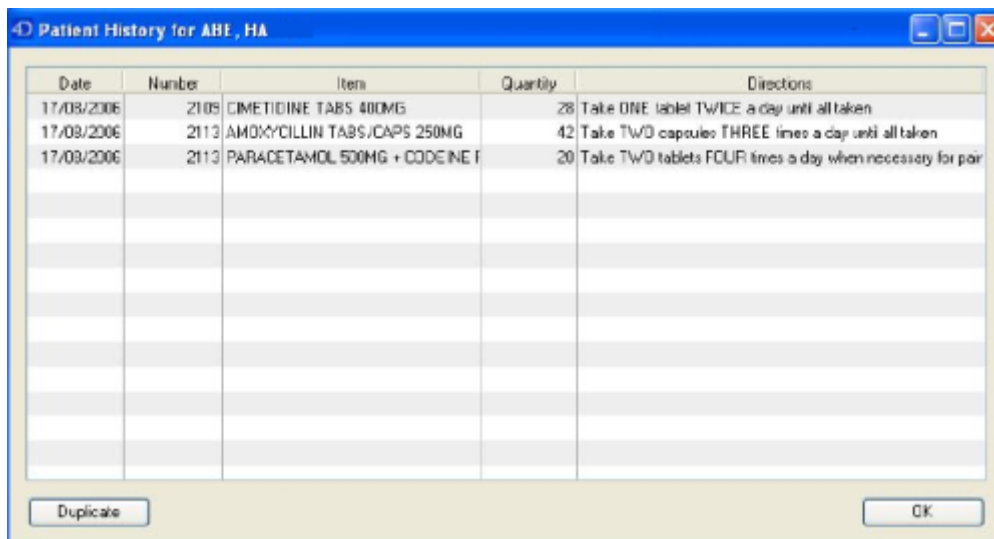 Patient History for ABE, HA
Date Number Item Quantity Directions
17/08/2006 2109 CIMETIDINE TABS 400MG 28 Take ONE tablet TWICE a day until all taken
17/08/2006 2113 AMOXYCILLIN TABS/CAPS 250MG 42 Take TWO capsules THREE times a day until all taken
17/08/2006 2113 PARACETAMOL 500MG + CODEINE 20 Take TWO tablets FOUR times a day when necessary for
Duplicate OK